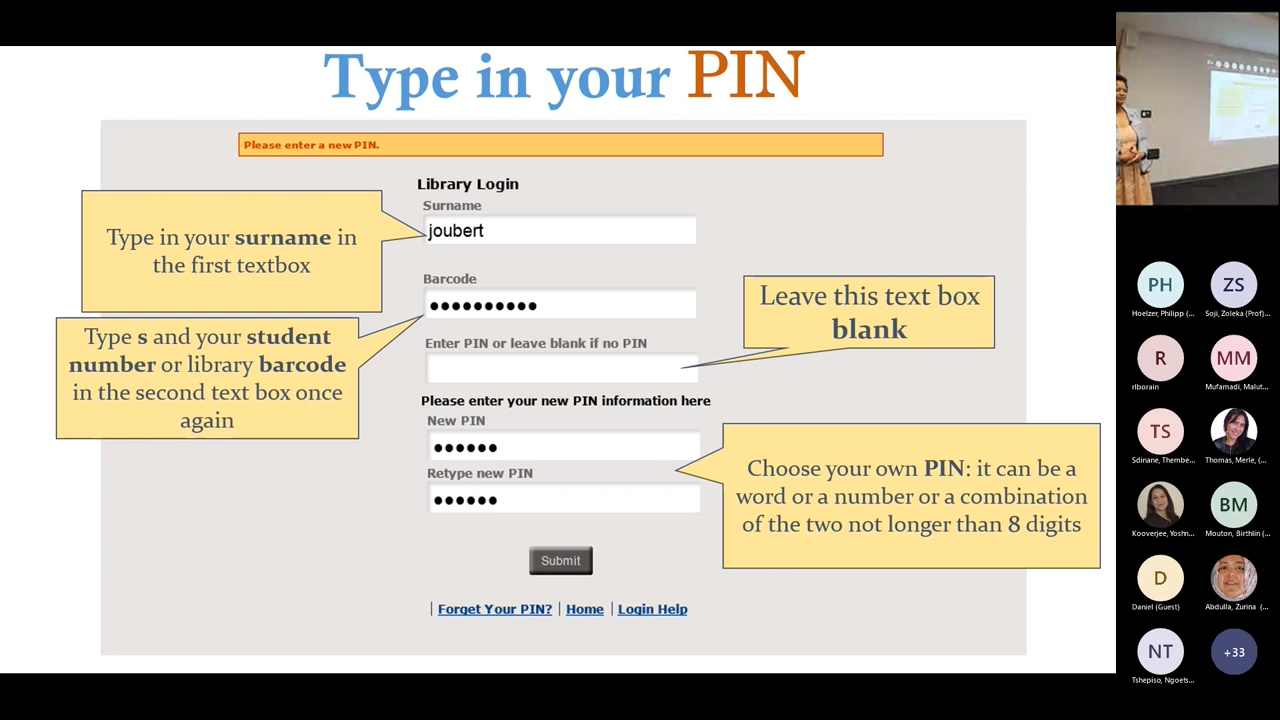 Type in your PIN
Please enter a new PIN.
Library Login
Surname
joubert
Type in your surname in
the first textbox
Barcode
Type s and your student
number or library barcode
in the second text box once
again
Leave this text box
blank
Enter PIN or leave blank if no PIN
Please enter your new PIN information here
New PIN
Retype new PIN
Choose your own PIN: it can be a
word or a number or a combination
of the two not longer than 8 digits
Submit
Forget Your PIN?
Home
Login Help
PH
ZS
Hoelzer, Philipp (...
Soji, Zoleka (Prof)...
R
MM
rlborain
Mufamadi, Malut...
TS
Sdinane, Thembe...
Thomas, Merle, (...
BM
Kooverjee, Yoshn...
Mouton, Birthlin (...
D
Daniel (Guest)
Abdulla, Zurina (...
NT
+33
Tshepiso, Ngoets...